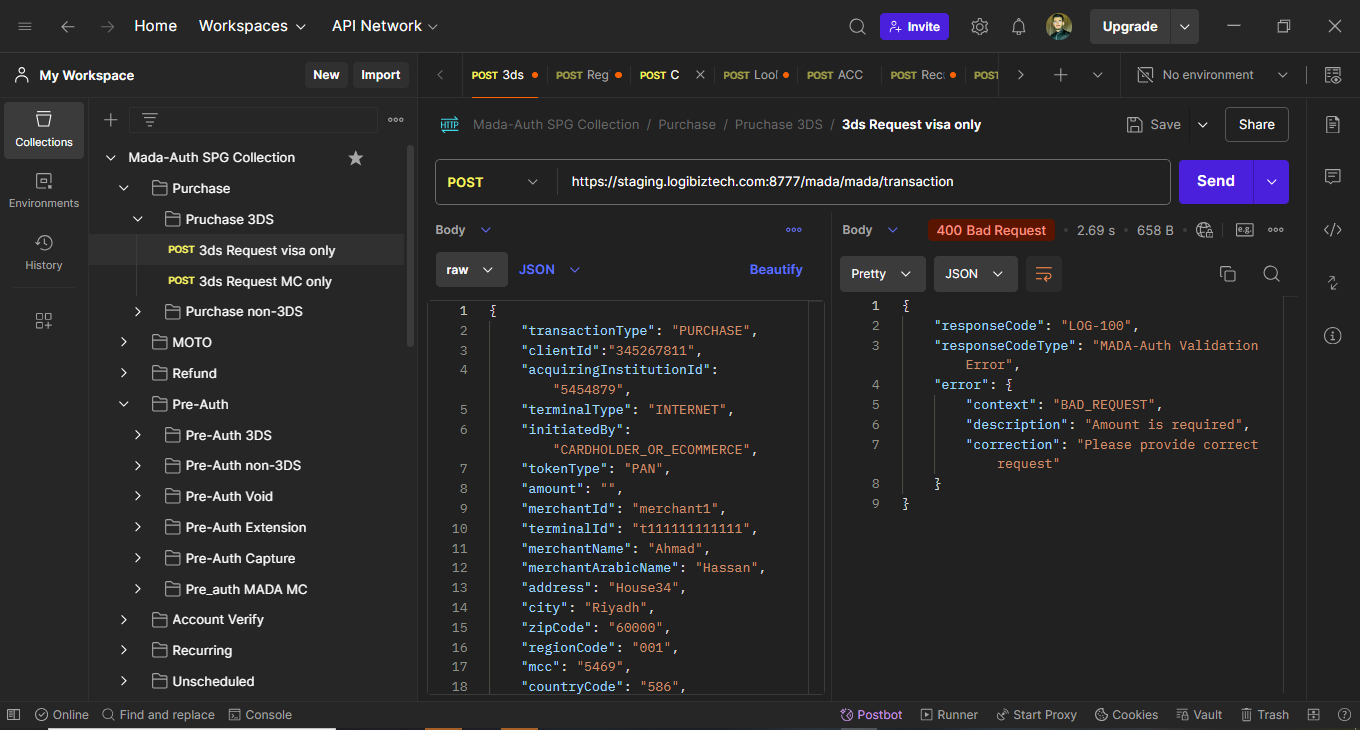 Home
Workspaces
API Network
Invite
Upgrade
My Workspace
New
Import
POST 3ds
POST Reg
POST C
POST Lool
POST ACC
POST Rec
POST
No environment
Collections
Environments
History
Mada-Auth SPG Collection
Purchase
Pruchase 3DS
POST 3ds Request visa only
POST 3ds Request MC only
Purchase non-3DS
MOTO
Refund
Pre-Auth
Pre-Auth 3DS
Pre-Auth non-3DS
Pre-Auth Void
Pre-Auth Extension
Pre-Auth Capture
Pre_auth MADA MC
Account Verify
Recurring
Unscheduled
HTTP Mada-Auth SPG Collection / Purchase / Pruchase 3DS / 3ds Request visa only
Save
Share
POST
https://staging.logibiztech.com:8777/mada/mada/transaction
Send
Body
raw
JSON
Beautify
1 {
2 "transactionType": "PURCHASE",
3 "clientId":"345267811",
4 "acquiringInstitutionId":
"5454879",
5 "terminalType": "INTERNET",
6 "initiatedBy":
"CARDHOLDER_OR_ECOMMERCE",
7 "tokenType": "PAN",
8 "amount": "",
9 "merchantId": "merchant1",
10 "terminalId": "t111111111111",
11 "merchantName": "Ahmad",
12 "merchantArabicName": "Hassan",
13 "address": "House34",
14 "city": "Riyadh",
15 "zipCode": "60000",
16 "regionCode": "001",
17 "mcc": "5469",
18 "countryCode": "586",
Body
400 Bad Request
2.69 s
658 B
e.g.
Pretty
JSON
1 {
2 "responseCode": "LOG-100",
3 "responseCodeType": "MADA-Auth Validation
Error",
4 "error": {
5 "context": "BAD_REQUEST",
6 "description": "Amount is required",
7 "correction": "Please provide correct
request"
8 }
9 }
Online
Find and replace
Console
Postbot
Runner
Start Proxy
Cookies
Vault
Trash